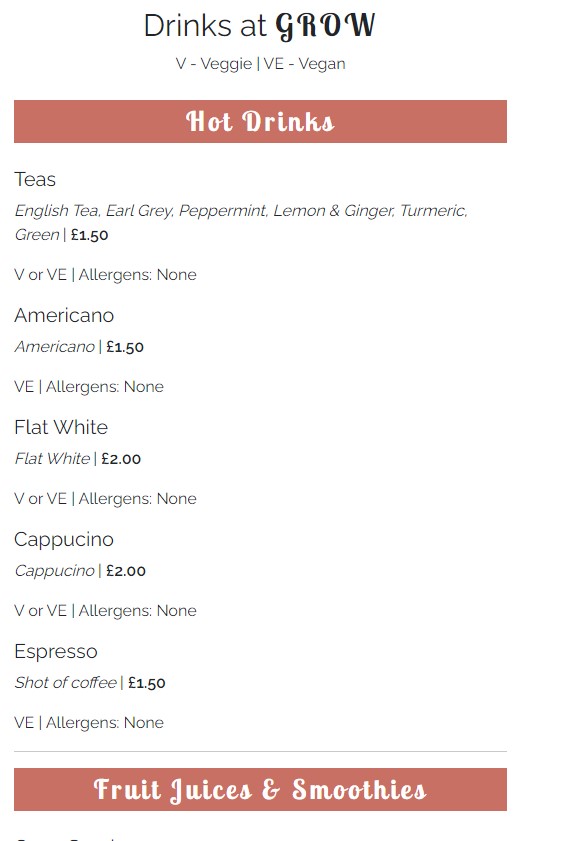 Drinks at GROW
V - Veggie | VE - Vegan
Hot Drinks
Teas
English Tea, Earl Grey, Peppermint, Lemon & Ginger, Turmeric,
Green | £1.50
V or VE | Allergens: None
Americano
Americano | £1.50
VE | Allergens: None
Flat White
Flat White | £2.00
V or VE | Allergens: None
Cappucino
Cappucino | £2.00
V or VE | Allergens: None
Espresso
Shot of coffee | £1.50
VE | Allergens: None
Fruit Juices & Smoothies